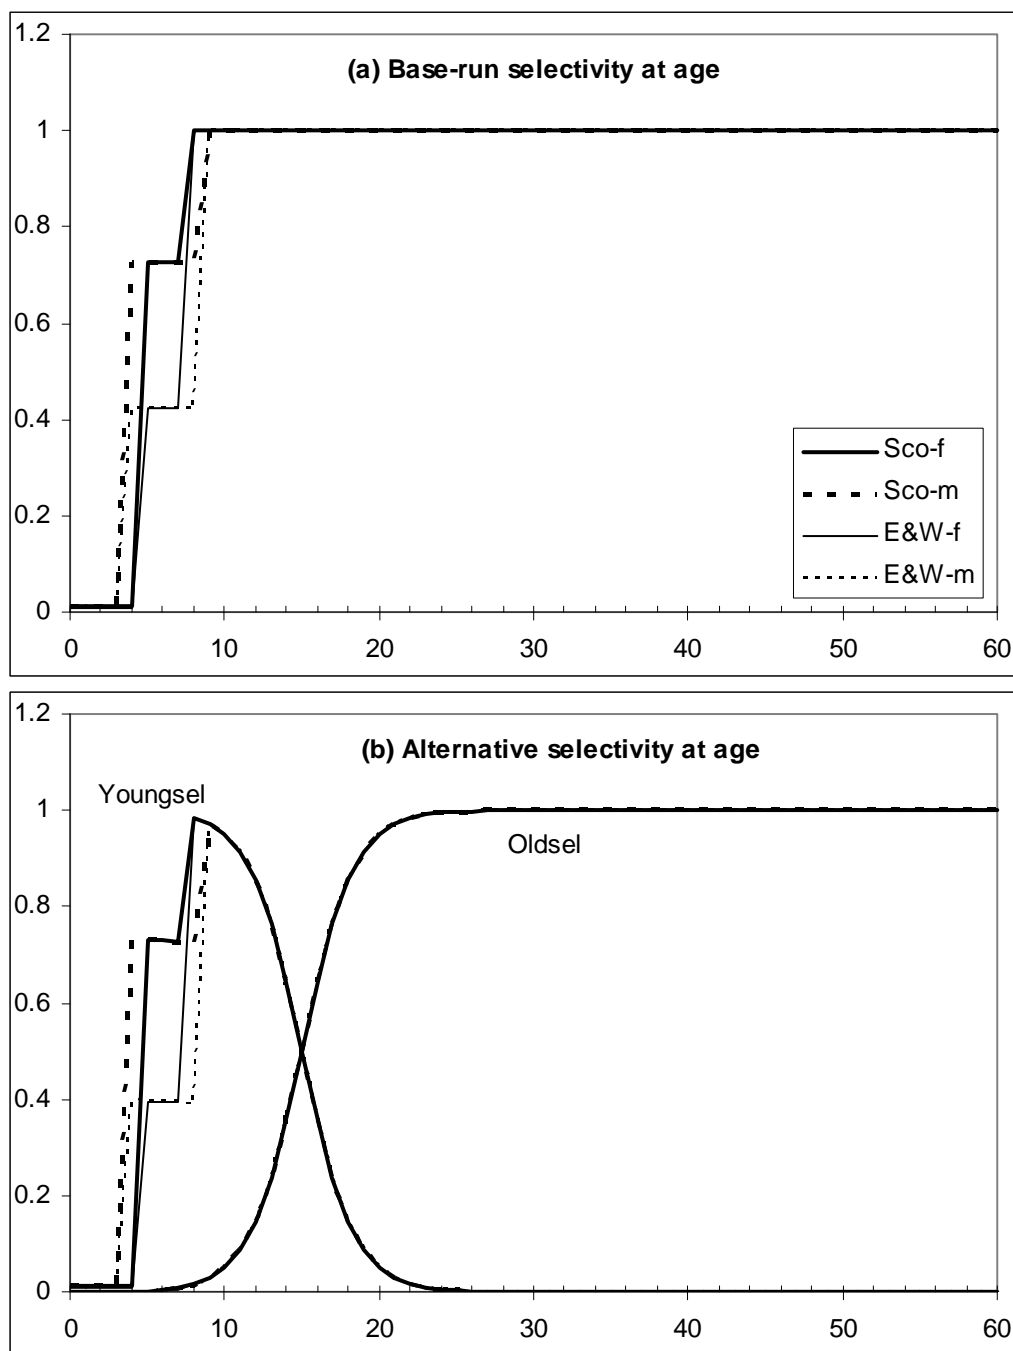 1.2
(a) Base-run selectivity at age
1
0.8
0.6
0.4
Sco-f
Sco-m
0.2
E&W-f
E&W-m
0
0 10 20 30 40 50 60
1.2
(b) Alternative selectivity at age
Youngsel
1
Oldsel
0.8
0.6
0.4
0.2
0
0 10 20 30 40 50 60